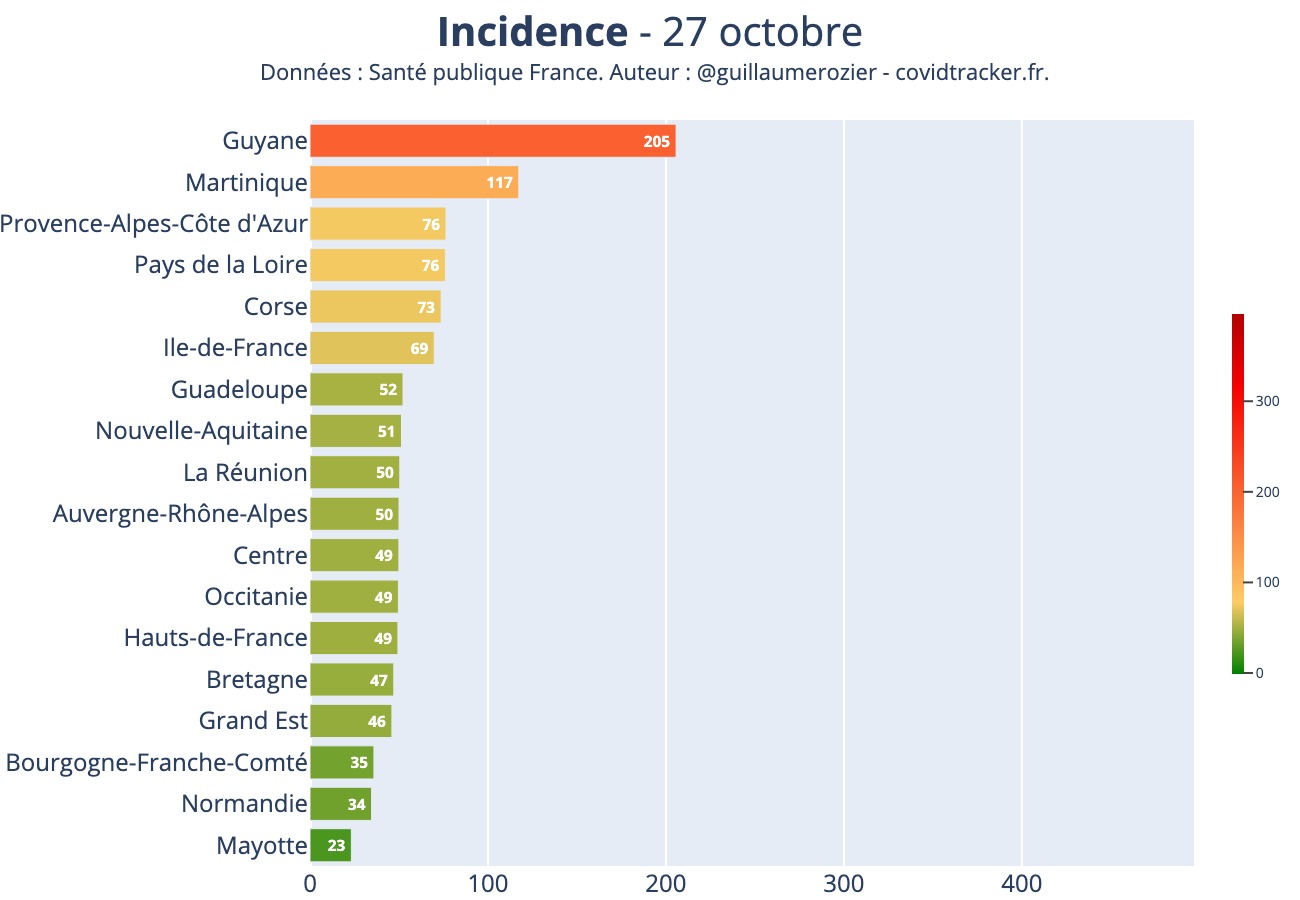 Incidence - 27 octobre
Données : Santé publique France. Auteur : @guillaumerozier - covidtracker.fr.
Guyane 205
Martinique 117
Provence-Alpes-Côte d'Azur 76
Pays de la Loire 76
Corse 73
Ile-de-France 69
Guadeloupe 52
Nouvelle-Aquitaine 51
La Réunion 50
Auvergne-Rhône-Alpes 50
Centre 49
Occitanie 49
Hauts-de-France 49
Bretagne 47
Grand Est 46
Bourgogne-Franche-Comté 35
Normandie 34
Mayotte 23
0 100 200 300 400
300
200
100
0